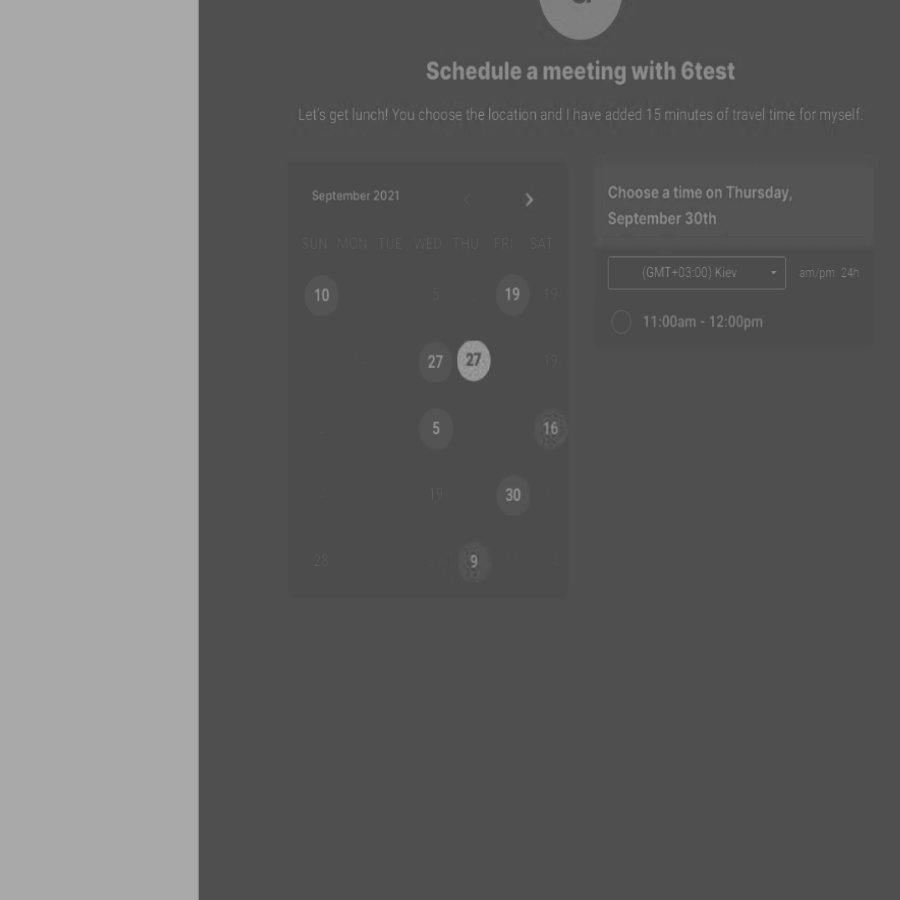 Schedule a meeting with 6test
Let's get lunch! You choose the location and I have added 15 minutes of travel time for myself.
September 2021
SUN MON TUE WED THU FRI SAT
10 5 19 19
27 27 19
5 16
19 30
28 9
Choose a time on Thursday,
September 30th
(GMT+03:00) Kiev am/pm 24h
11:00am - 12:00pm